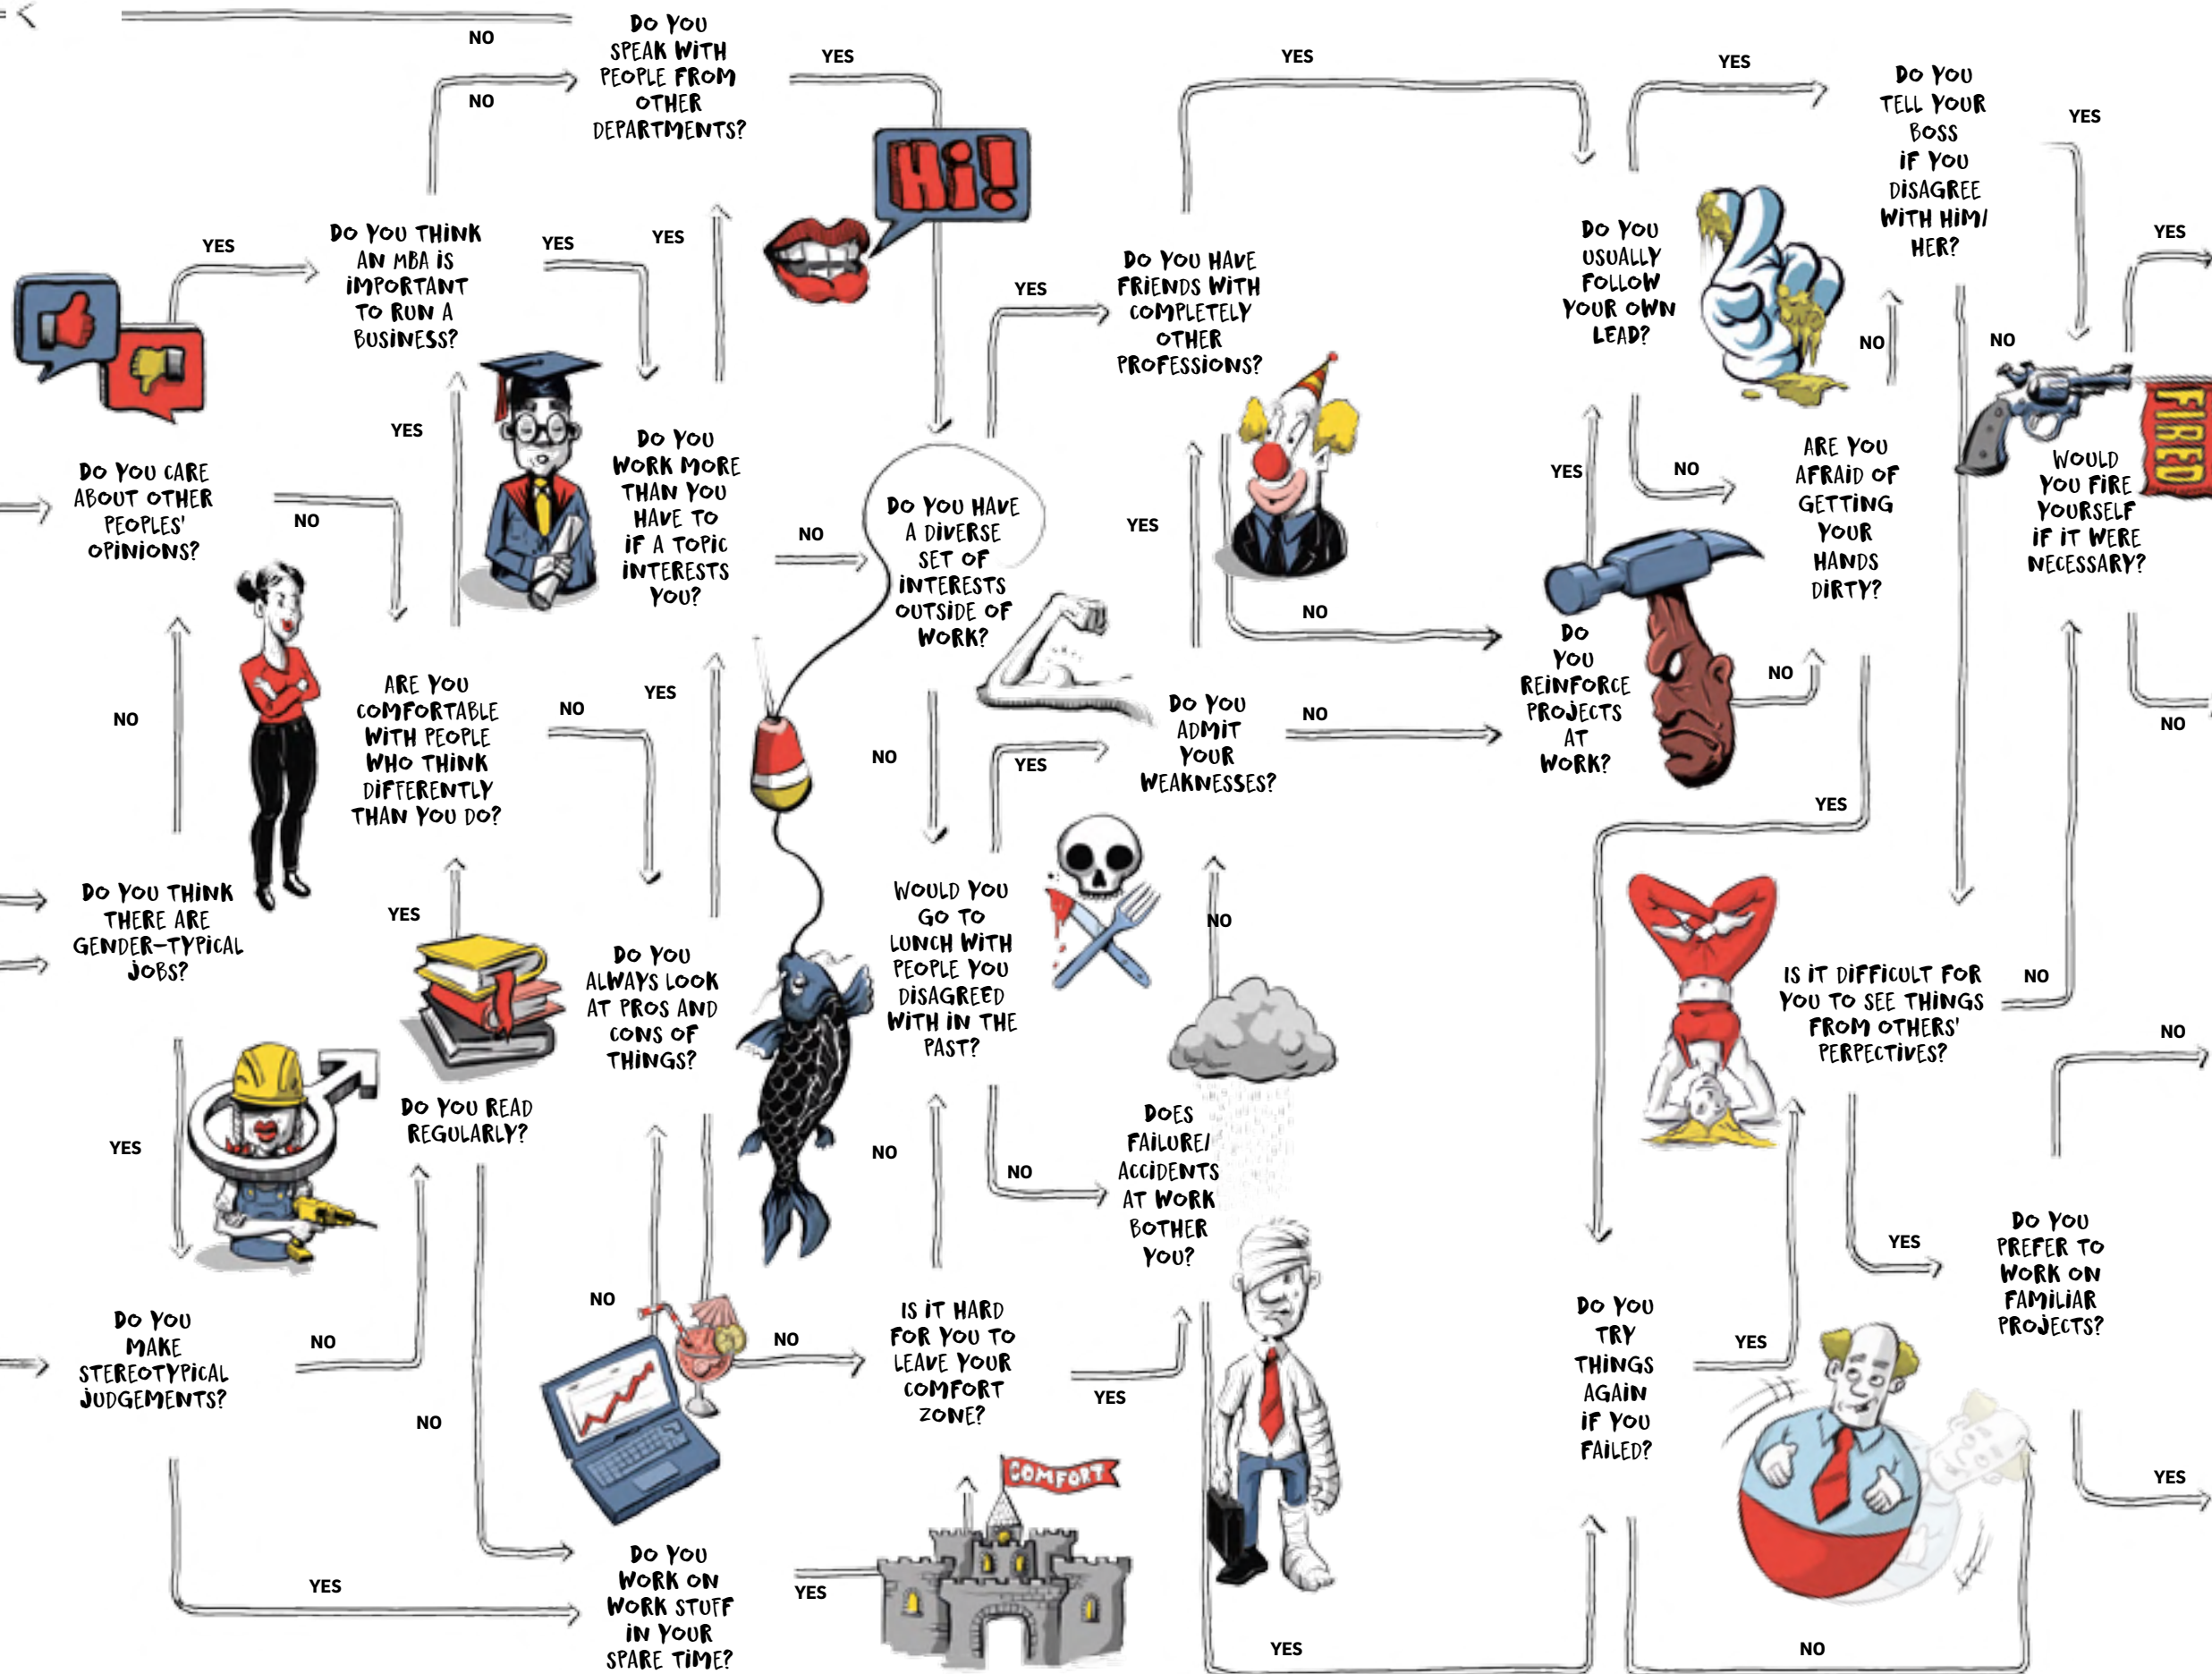 DO YOU
SPEAK WITH
PEOPLE FROM
OTHER
DEPARTMENTS?
NO
NO
YES
Hi!
YES
DO YOU THINK
AN MBA IS
IMPORTANT
TO RUN A
BUSINESS?
YES
YES
DO YOU CARE
ABOUT OTHER
PEOPLES'
OPINIONS?
NO
YES
DO YOU
WORK MORE
THAN YOU
HAVE TO
IF A TOPIC
INTERESTS
YOU?
NO
DO YOU HAVE
A DIVERSE
SET OF
INTERESTS
OUTSIDE OF
WORK?
YES
NO
DO YOU HAVE
FRIENDS WITH
COMPLETELY
OTHER
PROFESSIONS?
YES
NO
YES
DO YOU
USUALLY
FOLLOW
YOUR OWN
LEAD?
YES
NO
DO YOU
TELL YOUR
BOSS
IF YOU
DISAGREE
WITH HIM/
HER?
YES
NO
FIRED
WOULD
YOU FIRE
YOURSELF
IF IT WERE
NECESSARY?
YES
NO
ARE YOU
AFRAID OF
GETTING
YOUR
HANDS
DIRTY?
NO
YES
DO
YOU
REINFORCE
PROJECTS
AT
WORK?
YES
NO
DO YOU
ADMIT
YOUR
WEAKNESSES?
NO
ARE YOU
COMFORTABLE
WITH PEOPLE
WHO THINK
DIFFERENTLY
THAN YOU DO?
NO
YES
NO
DO YOU THINK
THERE ARE
GENDER-TYPICAL
JOBS?
YES
YES
DO YOU READ
REGULARLY?
NO
DO YOU
ALWAYS LOOK
AT PROS AND
CONS OF
THINGS?
NO
NO
WOULD YOU
GO TO
LUNCH WITH
PEOPLE YOU
DISAGREED
WITH IN THE
PAST?
YES
NO
NO
DOES
FAILURE/
ACCIDENTS
AT WORK
BOTHER
YOU?
NO
YES
IS IT DIFFICULT FOR
YOU TO SEE THINGS
FROM OTHERS'
PERPECTIVES?
NO
YES
DO YOU
PREFER TO
WORK ON
FAMILIAR
PROJECTS?
NO
YES
DO YOU
MAKE
STEREOTYPICAL
JUDGEMENTS?
NO
YES
IS IT HARD
FOR YOU TO
LEAVE YOUR
COMFORT
ZONE?
YES
COMFORT
DO YOU
TRY
THINGS
AGAIN
IF YOU
FAILED?
YES
NO
DO YOU
WORK ON
WORK STUFF
IN YOUR
SPARE TIME?
YES